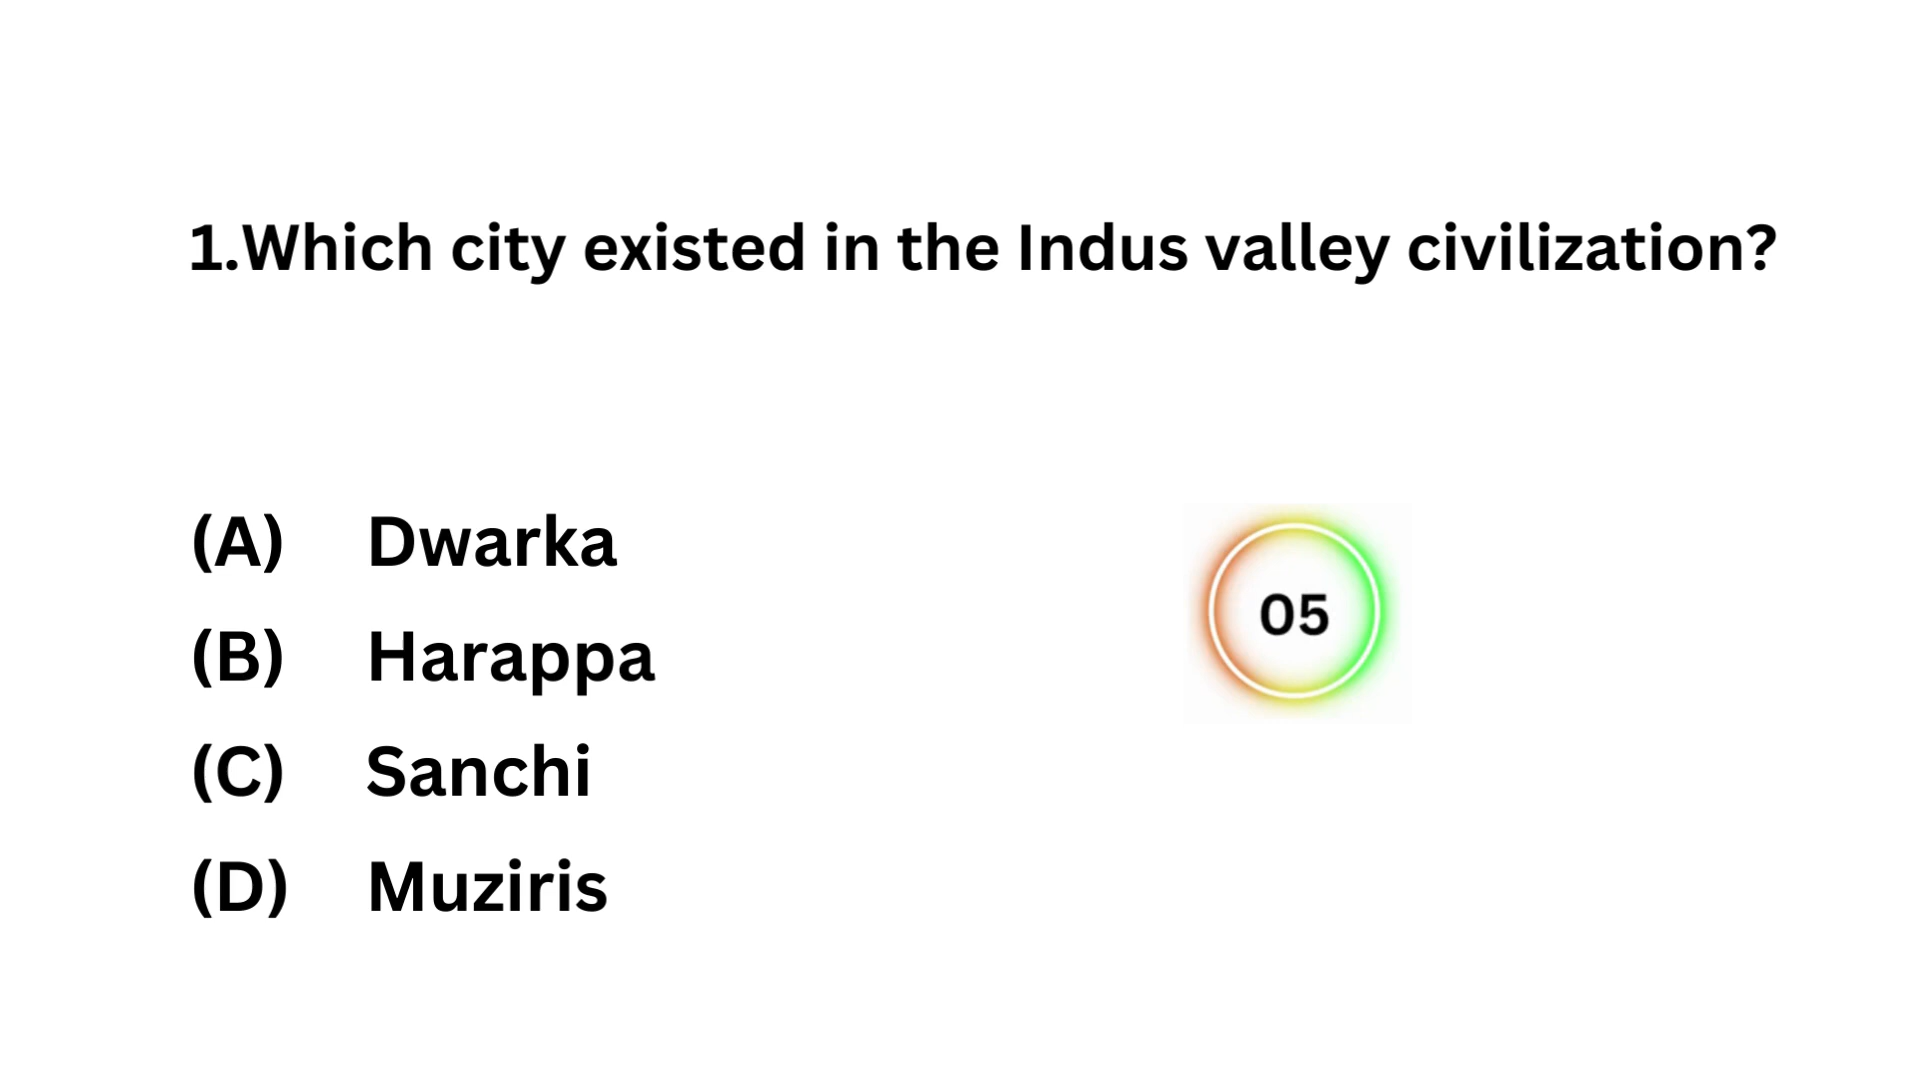 1.Which city existed in the Indus valley civilization?
(A) Dwarka
05
(B) Harappa
(C) Sanchi
(D) Muziris